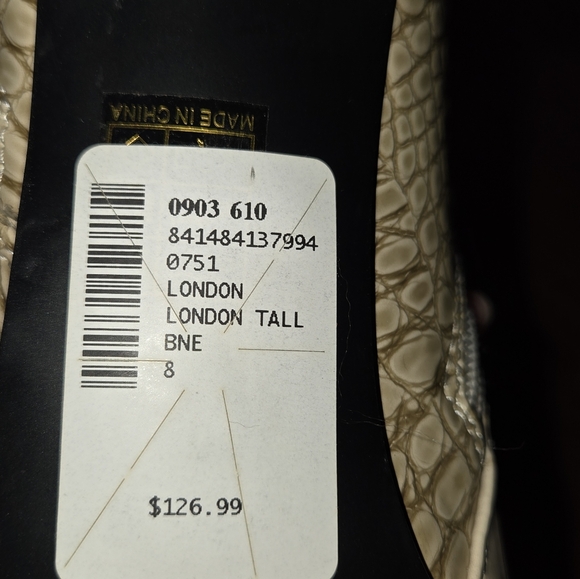 MADE IN CHINA
0903 610
841484137994
0751
LONDON
LONDON TALL
BNE
8
$126.99